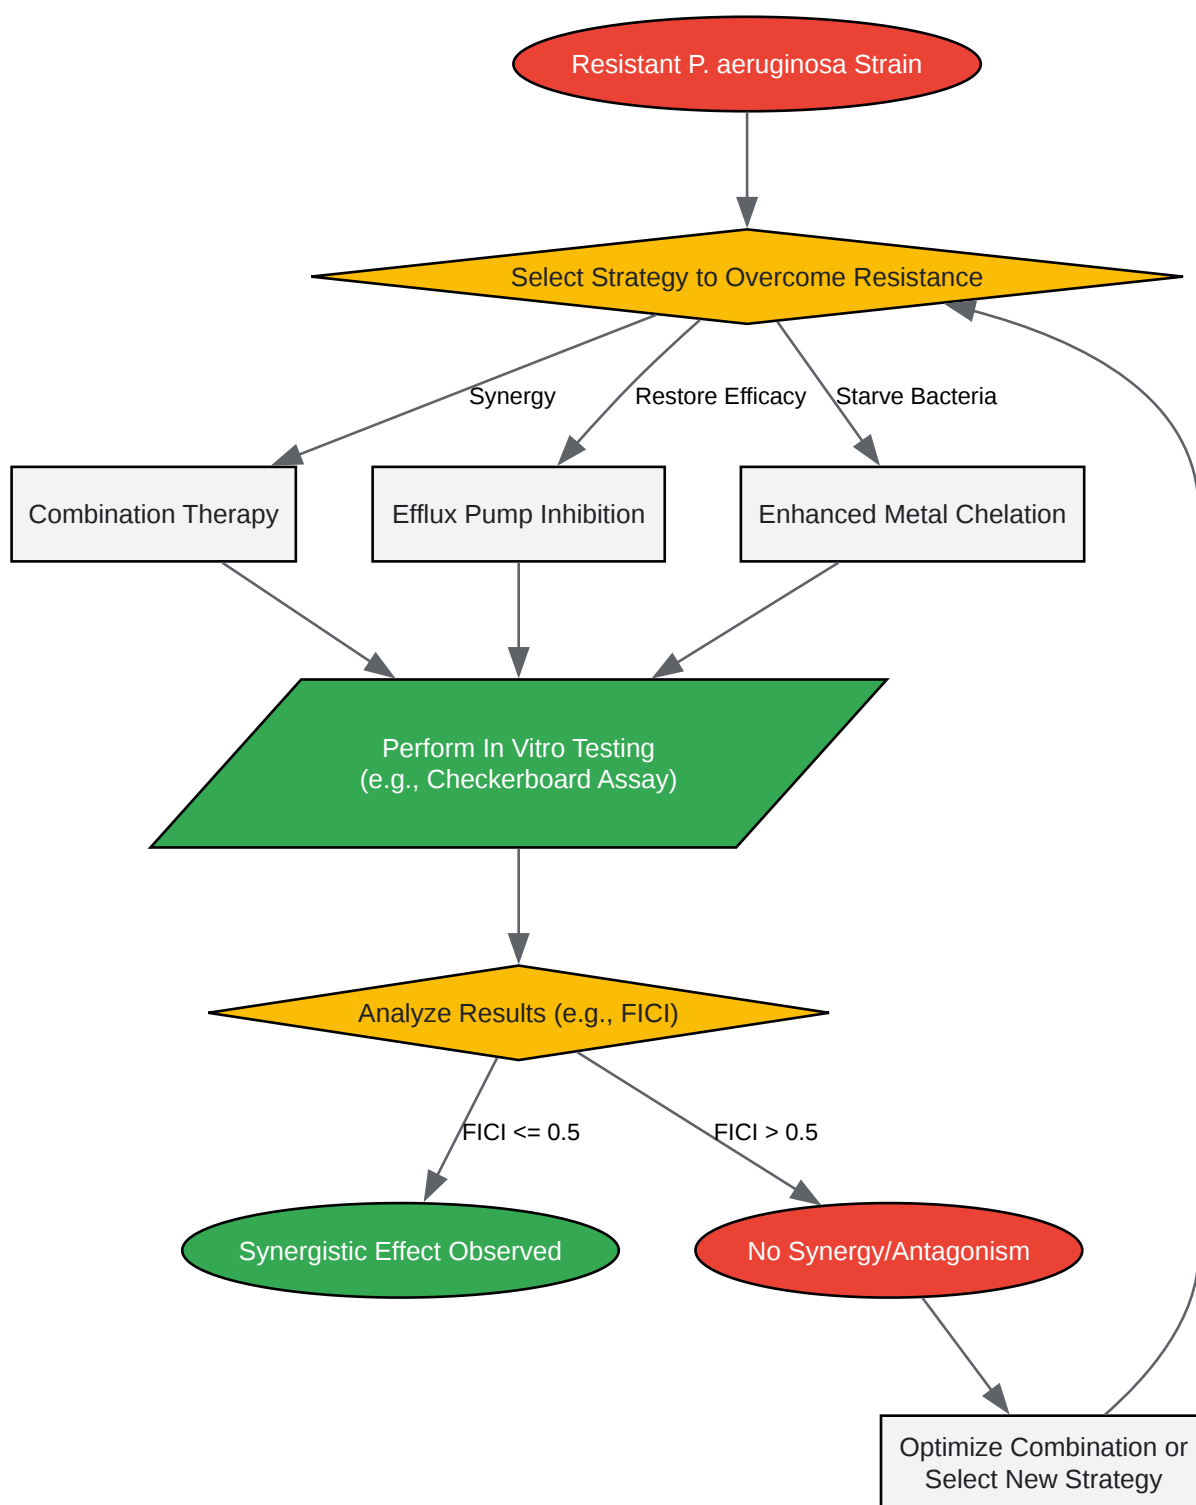 Resistant P. aeruginosa Strain
Select Strategy to Overcome Resistance
Synergy
Restore Efficacy
Starve Bacteria
Combination Therapy
Efflux Pump Inhibition
Enhanced Metal Chelation
Perform In Vitro Testing
(e.g., Checkerboard Assay)
Analyze Results (e.g., FICI)
FICI <= 0.5
FICI > 0.5
Synergistic Effect Observed
No Synergy/Antagonism
Optimize Combination or
Select New Strategy